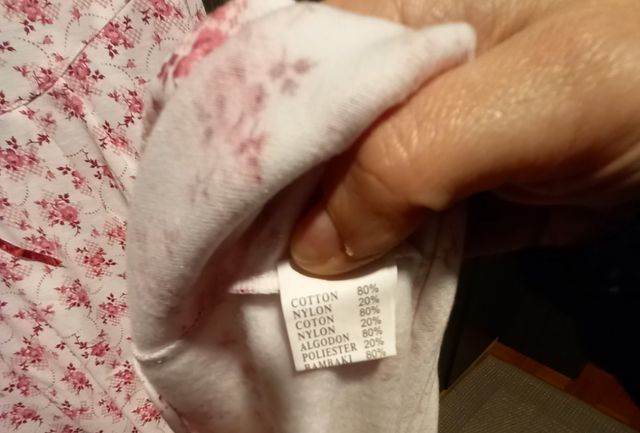 COTTON 80%
NYLON 20%
COTON 80%
NYLON 20%
ALGODON 80%
POLIESTER 20%
BAMBAKI 80%